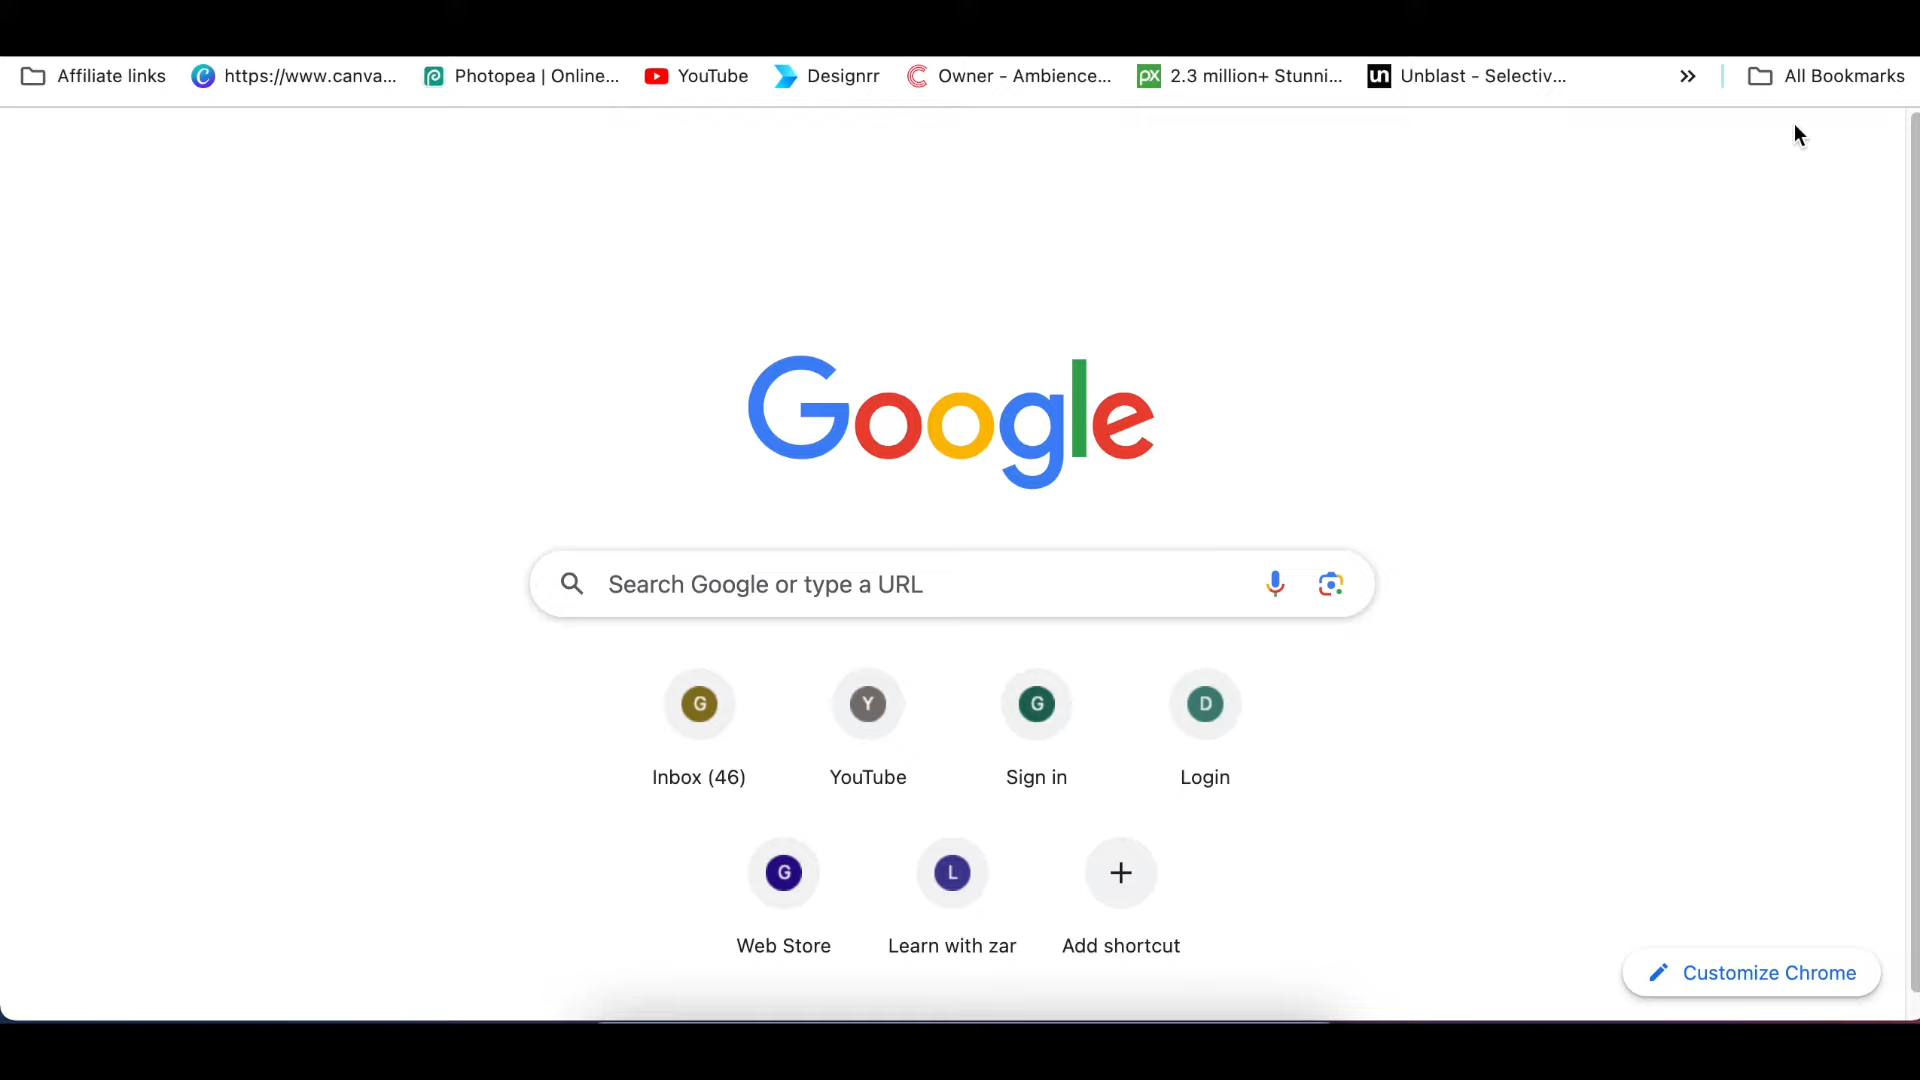 Affiliate links https://www.canva... Photopea | Online... YouTube Designrr Owner - Ambience... px 2.3 million+ Stunni... un Unblast - Selectiv... » All Bookmarks
Google
Search Google or type a URL
G Y G D
Inbox (46) YouTube Sign in Login
G L +
Web Store Learn with zar Add shortcut
Customize Chrome